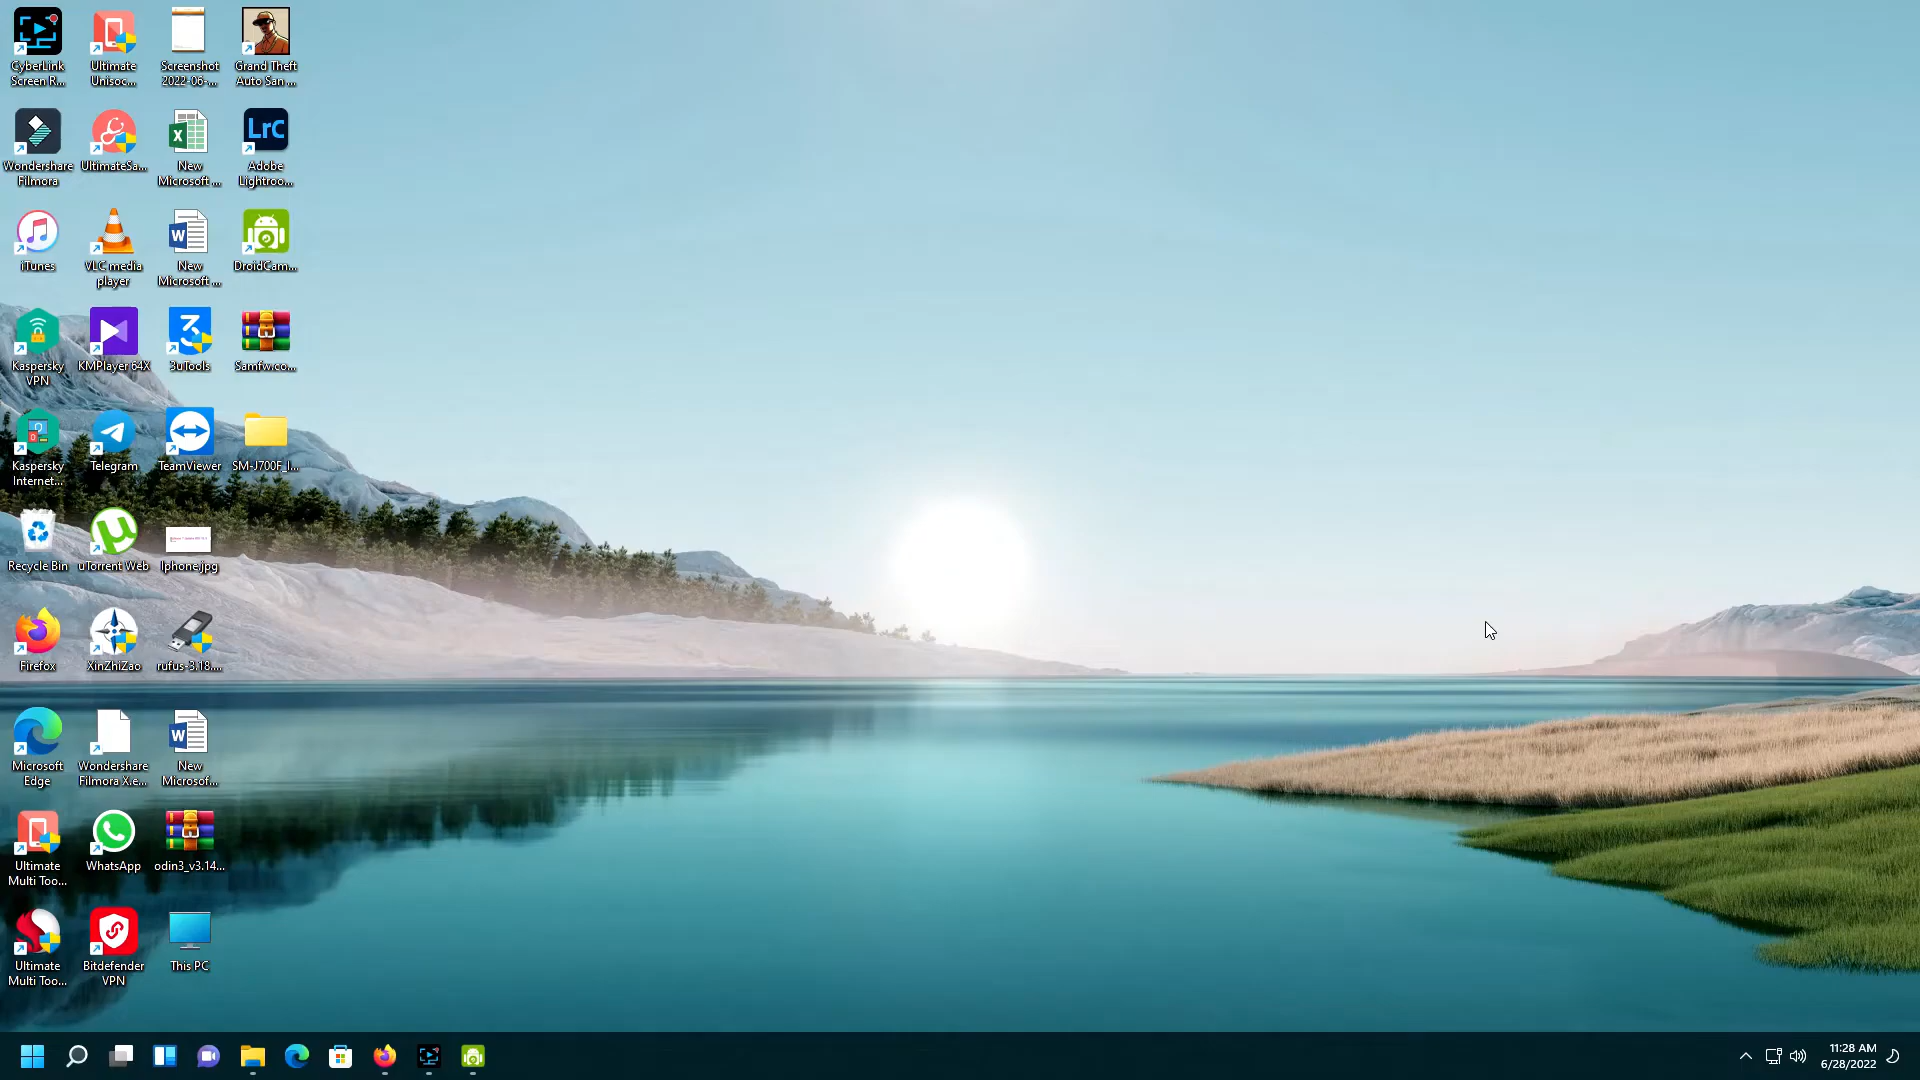 CyberLink
Screen R...
Ultimate
Unisoc...
Screenshot
2022-06-...
Grand Theft
Auto San ...
Wondershare
Filmora
UltimateSa...
New
Microsoft ...
Lrc
Adobe
Lightroo...
iTunes
VLC media
player
New
Microsoft ...
DroidCam...
Kaspersky
VPN
KMPlayer 64X
3uTools
Samfw.co...
Kaspersky
Internet...
Telegram
TeamViewer
SM-J700F_I...
Recycle Bin
uTorrent Web
Iphone.jpg
Firefox
XinZhiZao
rufus-3.18....
Microsoft
Edge
Wondershare
Filmora X.e...
New
Microsof...
Ultimate
Multi Too...
WhatsApp
odin3_v3.14...
Ultimate
Multi Too...
Bitdefender
VPN
This PC
11:28 AM
6/28/2022